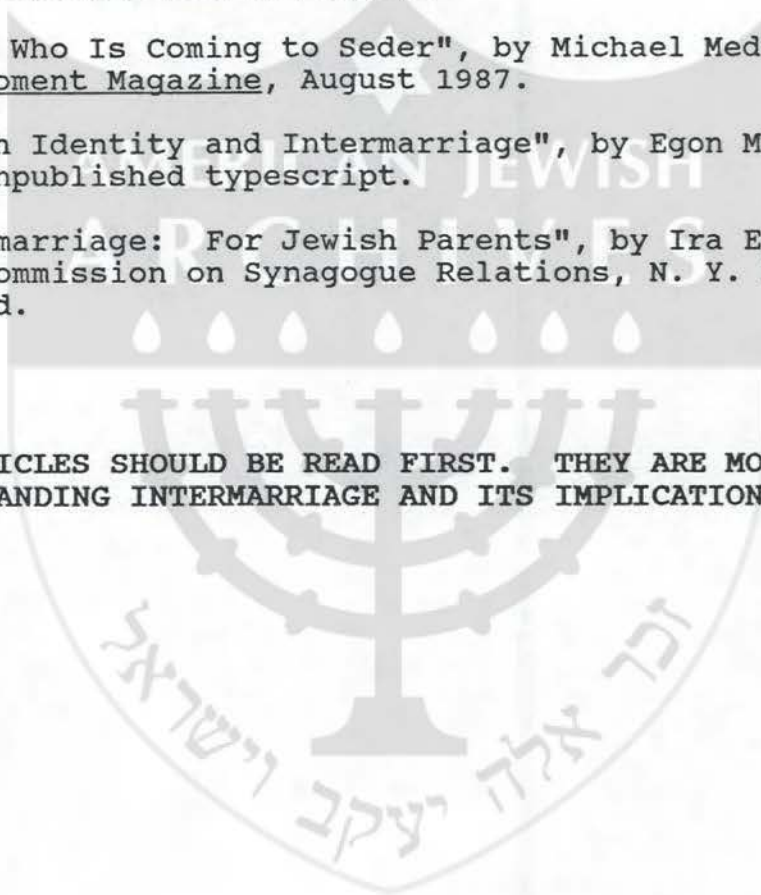 Who Is Coming to Seder", by Michael Med
oment Magazine, August 1987.
n Identity and Intermarriage", by Egon M
npublished typescript.
marriage: For Jewish Parents", by Ira E
ommission on Synagogue Relations, N. Y.
d.
ICLES SHOULD BE READ FIRST. THEY ARE MO
ANDING INTERMARRIAGE AND ITS IMPLICATION
AMERICAN JEWISH
ARCHIVES
זכר אלה יעקב וישראל